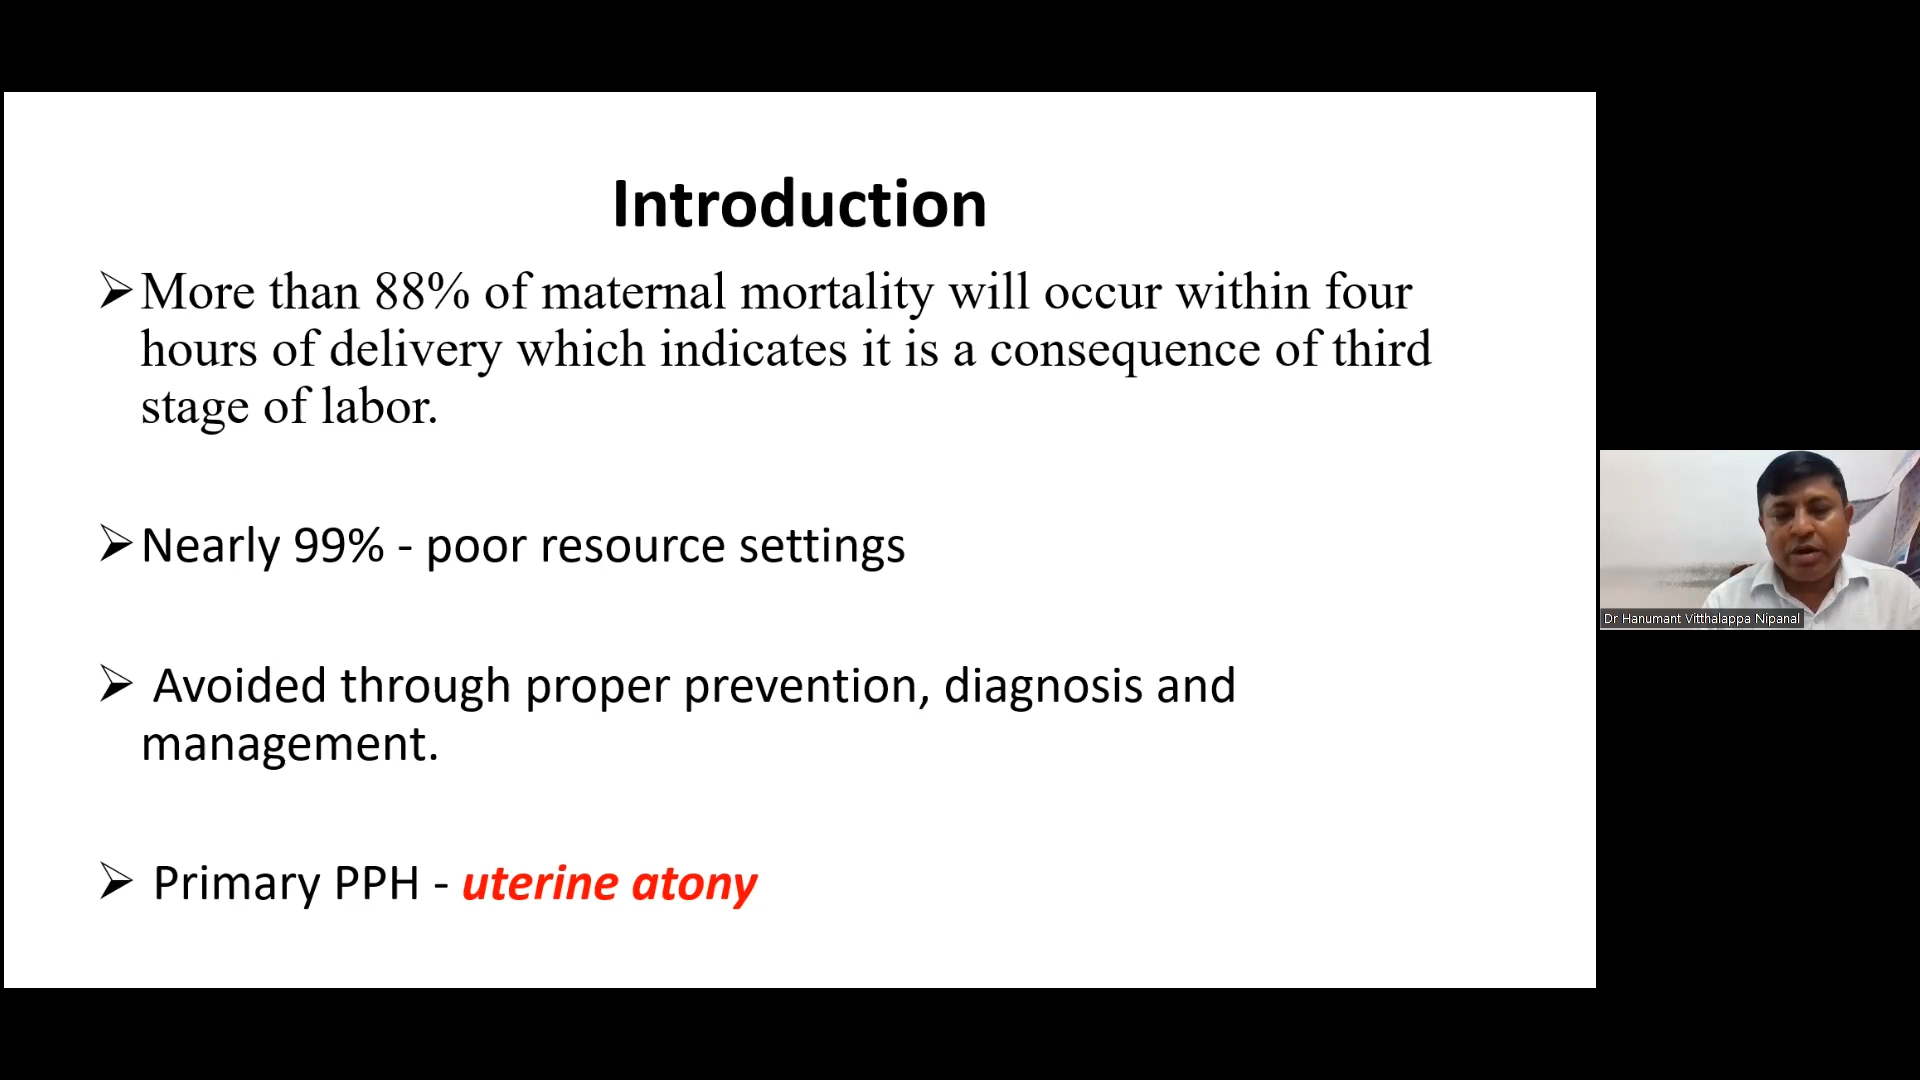 Introduction
➢More than 88% of maternal mortality will occur within four
hours of delivery which indicates it is a consequence of third
stage of labor.
➢Nearly 99% - poor resource settings
➢ Avoided through proper prevention, diagnosis and
management.
➢ Primary PPH - uterine atony
Dr Hanumant Vitthalappa Nipanal